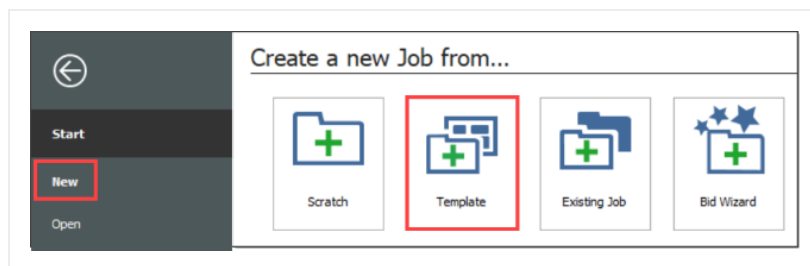 Create a new Job from...
Start
New
Open
Scratch
Template
Existing Job
Bid Wizard